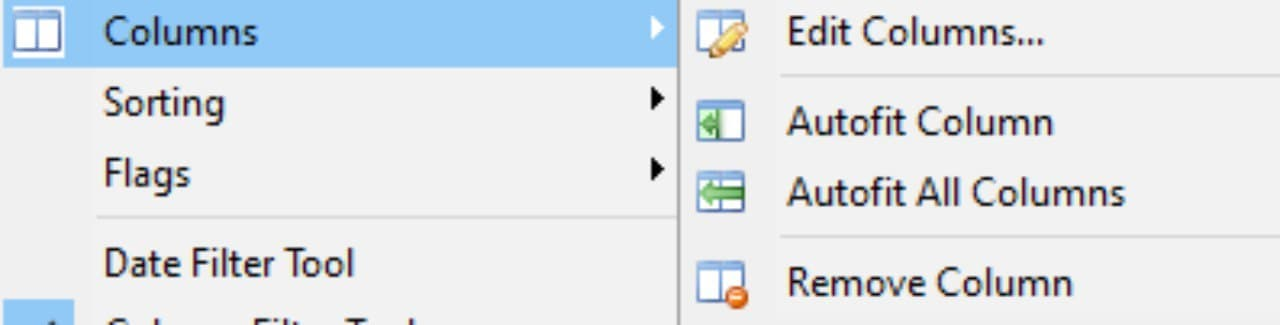 Columns
Sorting
Flags
Date Filter Tool
Edit Columns...
Autofit Column
Autofit All Columns
Remove Column